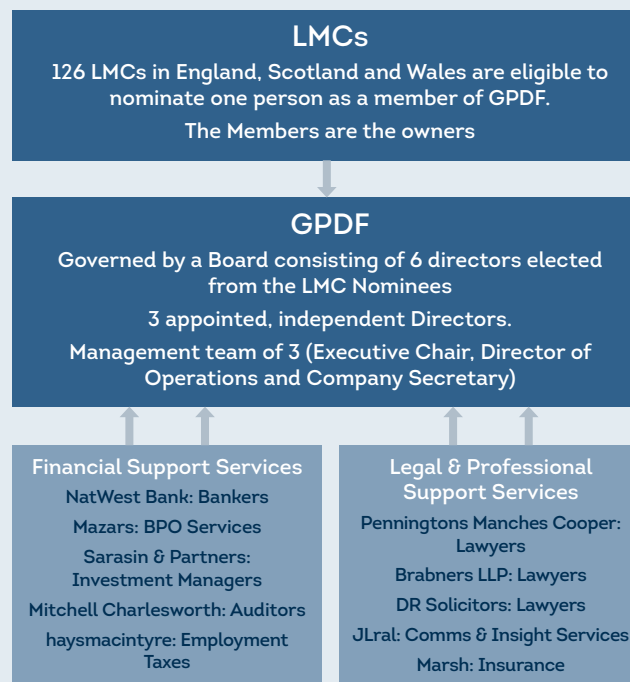 LMCs
126 LMCs in England, Scotland and Wales are eligible to
nominate one person as a member of GPDF.
The Members are the owners
GPDF
Governed by a Board consisting of 6 directors elected
from the LMC Nominees
3 appointed, independent Directors.
Management team of 3 (Executive Chair, Director of
Operations and Company Secretary)
Financial Support Services
NatWest Bank: Bankers
Mazars: BPO Services
Sarasin & Partners:
Investment Managers
Mitchell Charlesworth: Auditors
haysmacintyre: Employment
Taxes
Legal & Professional
Support Services
Penningtons Manches Cooper:
Lawyers
Brabners LLP: Lawyers
DR Solicitors: Lawyers
JLral: Comms & Insight Services
Marsh: Insurance